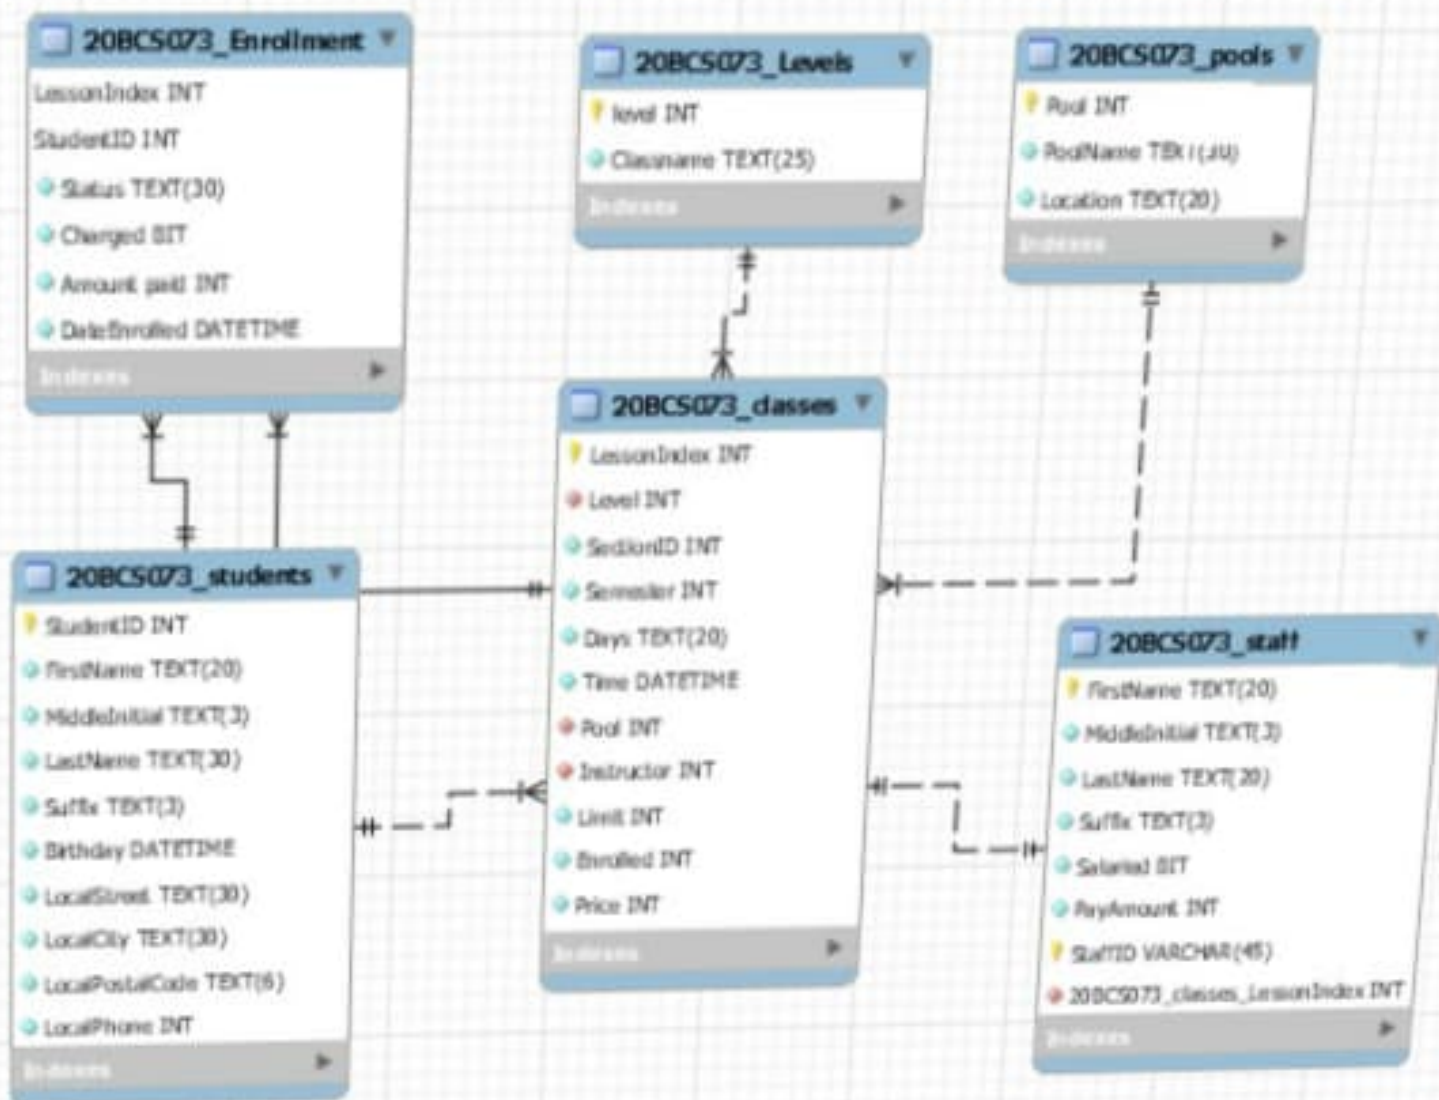 20BCS073_Enrollment
LessonIndex INT
StudentID INT
Status TEXT(30)
Charged BIT
Amount paid INT
DateEnrolled DATETIME
Indexes
20BCS073_Levels
level INT
Classname TEXT(25)
Indexes
20BCS073_pools
Pool INT
PoolName TEXT(30)
Location TEXT(20)
Indexes
20BCS073_classes
LessonIndex INT
Level INT
SectionID INT
Semester INT
Days TEXT(20)
Time DATETIME
Pool INT
Instructor INT
Limit INT
Enrolled INT
Price INT
Indexes
20BCS073_students
StudentID INT
FirstName TEXT(20)
MiddleInitial TEXT(3)
LastName TEXT(30)
Suffix TEXT(3)
Birthday DATETIME
LocalStreet TEXT(30)
LocalCity TEXT(30)
LocalPostalCode TEXT(6)
LocalPhone INT
Indexes
20BCS073_staff
FirstName TEXT(20)
MiddleInitial TEXT(3)
LastName TEXT(20)
Suffix TEXT(3)
Salaried BIT
PayAmount INT
StaffID VARCHAR(45)
20BCS073_classes_LessonIndex INT
Indexes